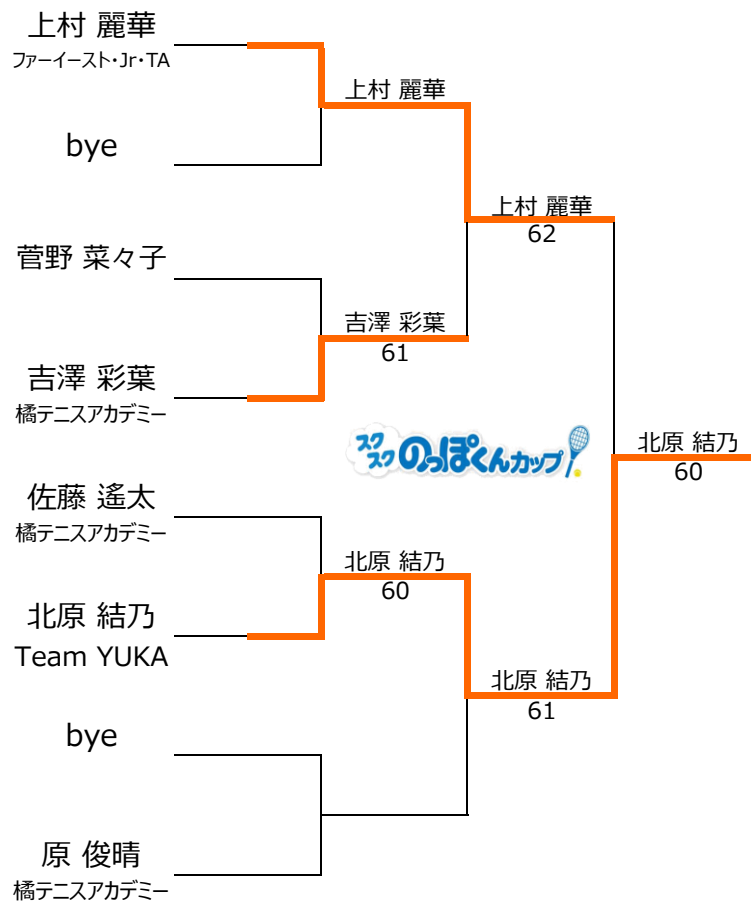 上村 麗華
ファーイースト・Jr・TA
上村 麗華
bye
上村 麗華
62
菅野 菜々子
吉澤 彩葉
61
吉澤 彩葉
橘テニスアカデミー
スク
スク のっぽくんカップ
北原 結乃
60
佐藤 遙太
橘テニスアカデミー
北原 結乃
60
北原 結乃
Team YUKA
北原 結乃
61
bye
原 俊晴
橘テニスアカデミー